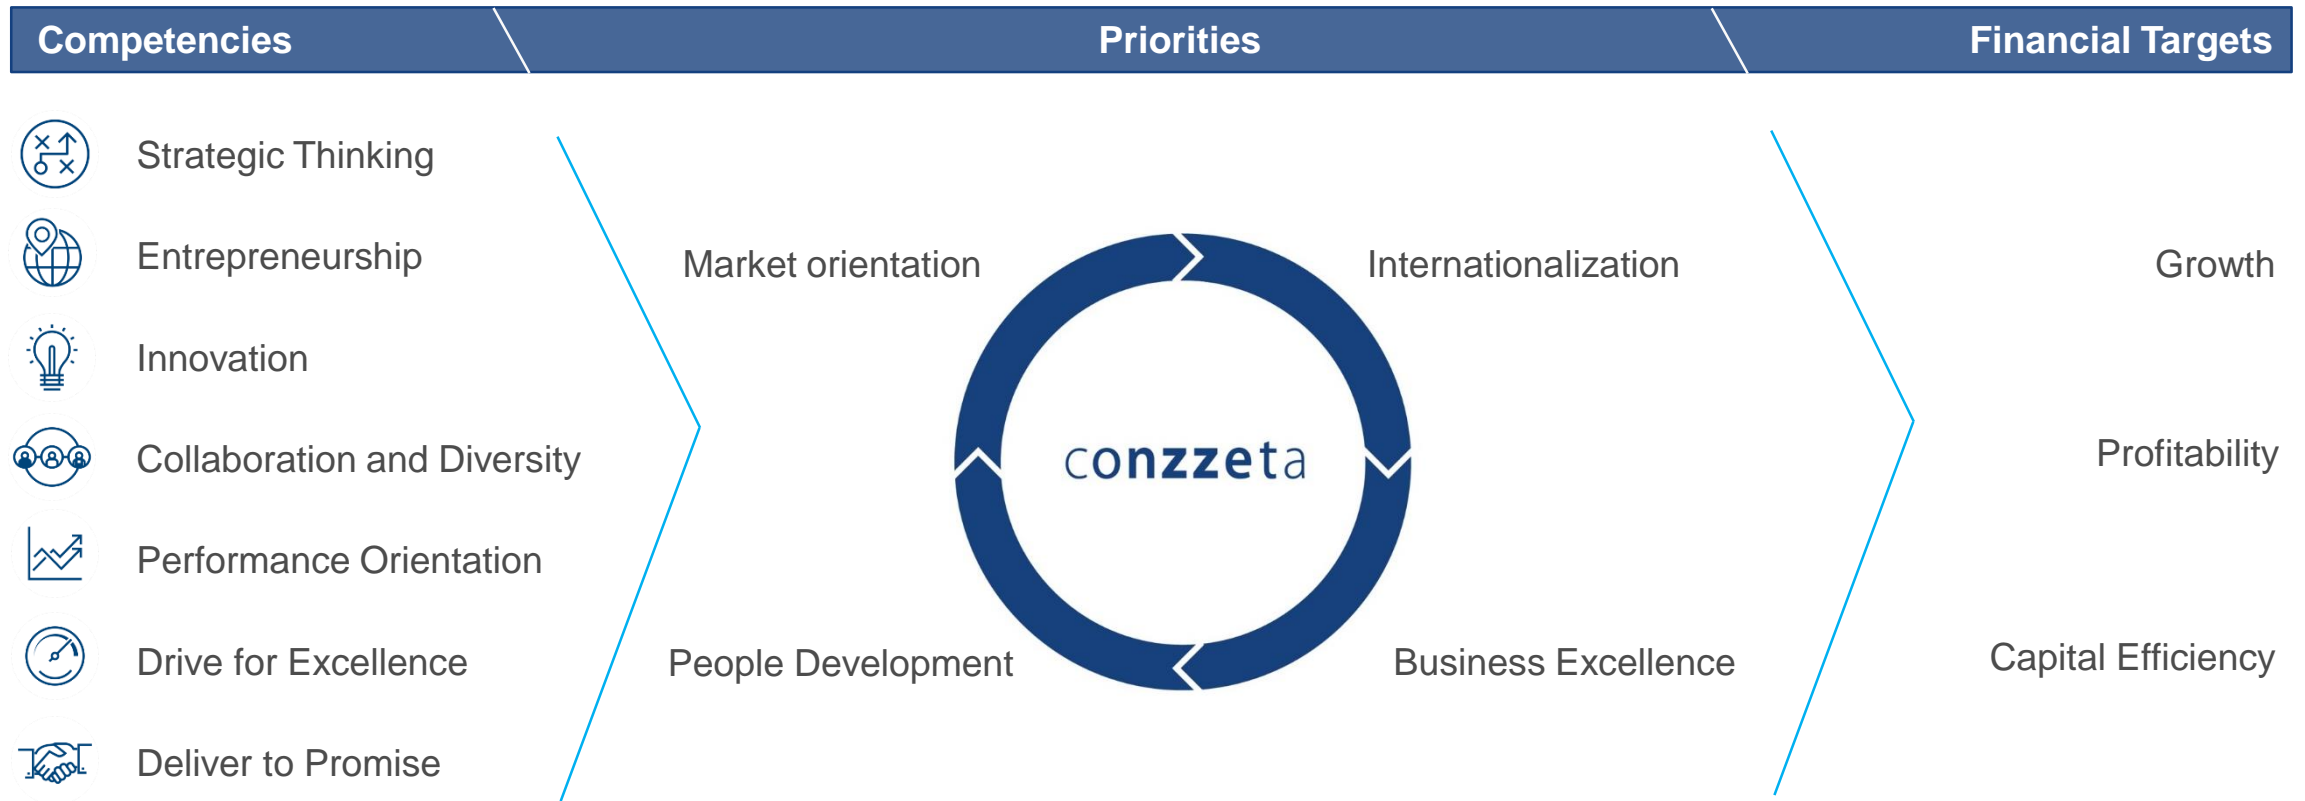 Competencies
Priorities
Financial Targets
Strategic Thinking
Entrepreneurship
Innovation
Collaboration and Diversity
Performance Orientation
Drive for Excellence
Deliver to Promise
Market orientation
Internationalization
conzzeta
People Development
Business Excellence
Growth
Profitability
Capital Efficiency